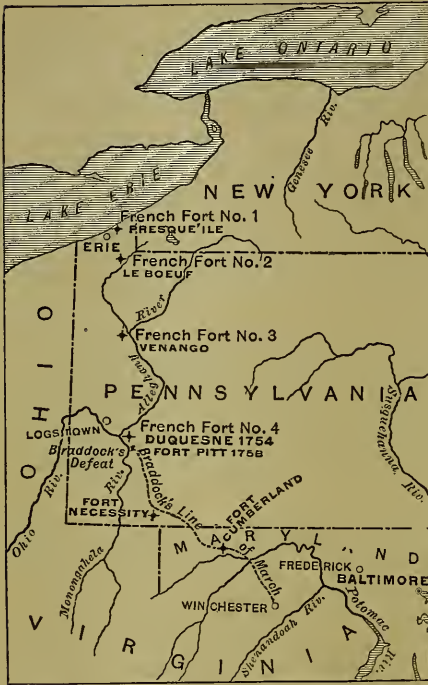 LAKE ONTARIO
Genesee Riv.
NEW YORK
LAKE ERIE
French Fort No. 1
PRESQUE'ILE
ERIE
French Fort No. 2
LE BOEUF
River
French Fort No. 3
VENANGO
Allegheny
OHIO
PENNSYLVANIA
Susquehanna Riv.
LOGSTOWN
French Fort No. 4
DUQUESNE 1754
FORT PITT 1758
Braddock's
Defeat
Riv.
Ohio Riv.
Braddock's Line of March
FORT
NECESSITY
FORT
CUMBERLAND
MARYLAND
Monongahela
FREDERICK
BALTIMORE
WINCHESTER
Potomac Riv.
Shenandoah Riv.
VIRGINIA